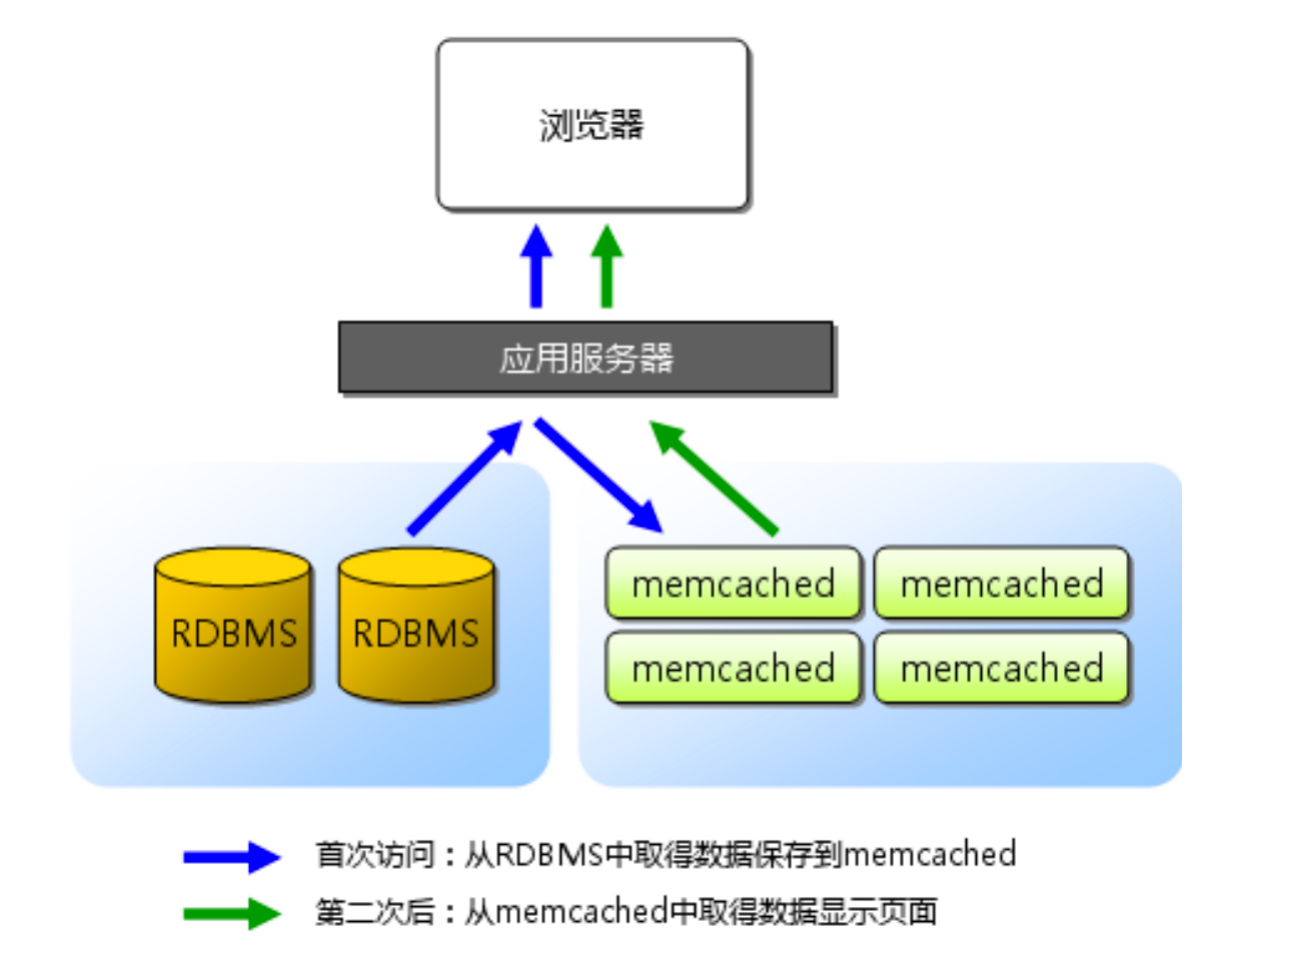 浏览器
应用服务器
RDBMS
RDBMS
memcached
memcached
memcached
memcached
首次访问：从RDBMS中取得数据保存到memcached
第二次后：从memcached中取得数据显示页面